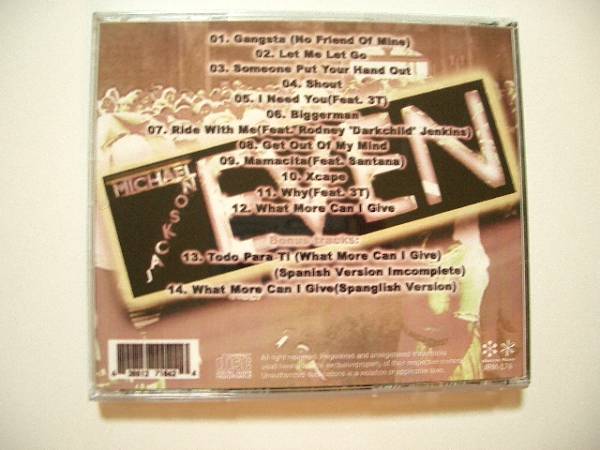 01. Gangsta (No Friend Of Mine)
02. Let Me Let Go
03. Someone Put Your Hand Out
04. Shout
05. I Need You(Feat. 3T)
06. Biggerman
07. Ride With Me(Feat. Rodney "Darkchild" Jenkins)
08. Get Out Of My Mind
09. Mamacita(Feat. Santana)
10. Xcape
11. Why(Feat. 3T)
12. What More Can I Give
MICHAEL
JACKSON
Bonus tracks:
13. Todo Para Ti (What More Can I Give)
(Spanish Version Imcomplete)
14. What More Can I Give(Spanglish Version)
All right reserved.